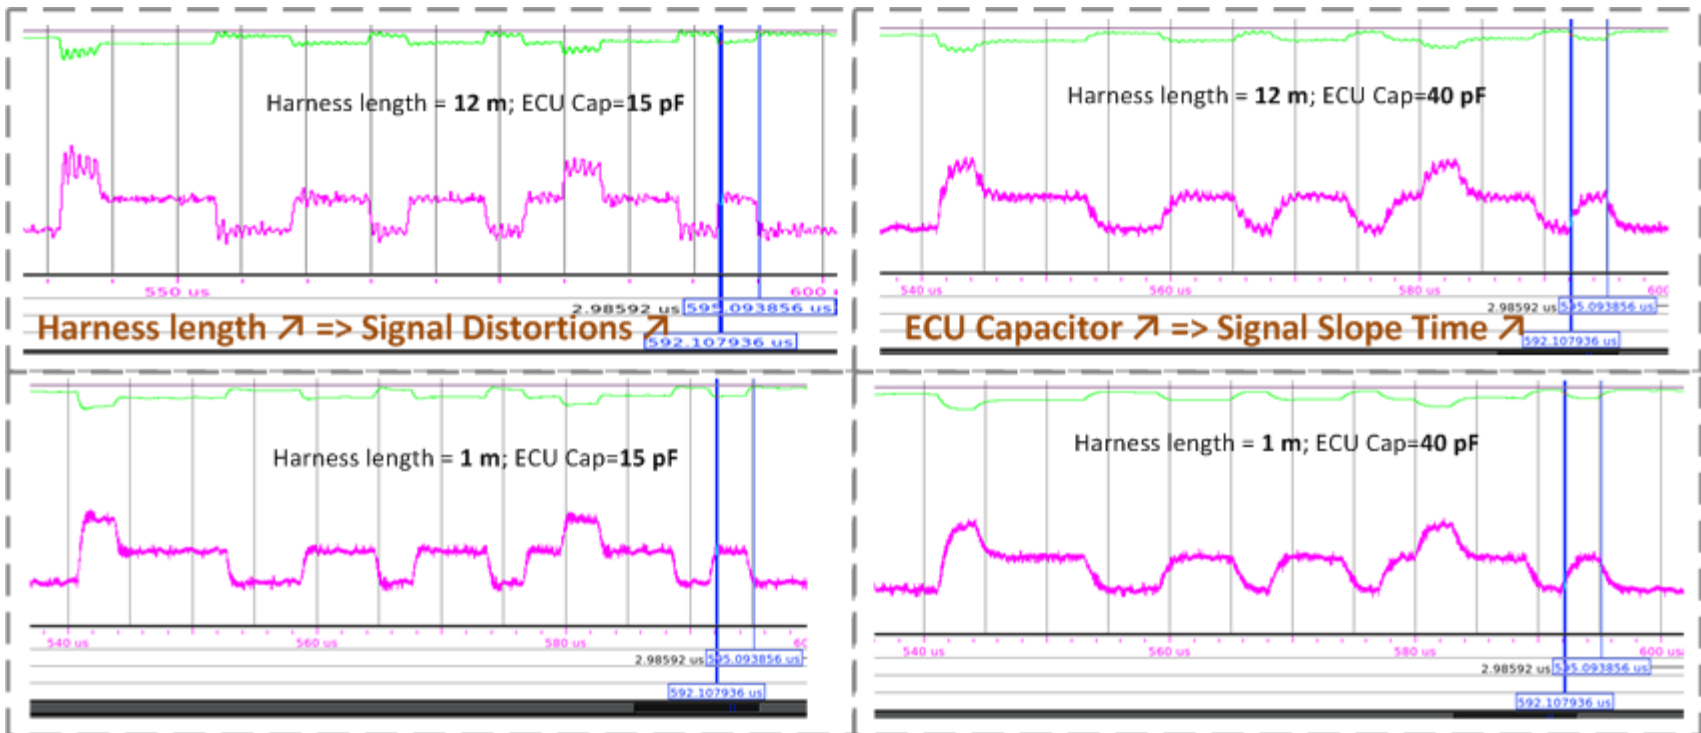 Harness length = 12 m; ECU Cap=15 pF
550 us
600
2.98592 us 595.093856 us
Harness length ↗ => Signal Distortions ↗
592.107936 us
Harness length = 12 m; ECU Cap=40 pF
540 us 560 us 580 us 600
2.98592 us 595.093856 us
ECU Capacitor ↗ => Signal Slope Time ↗
592.107936 us
Harness length = 1 m; ECU Cap=15 pF
540 us 560 us 580 us
2.98592 us 595.093856 us
592.107936 us
Harness length = 1 m; ECU Cap=40 pF
540 us 560 us 580 us 600 us
2.98592 us 595.093856 us
592.107936 us